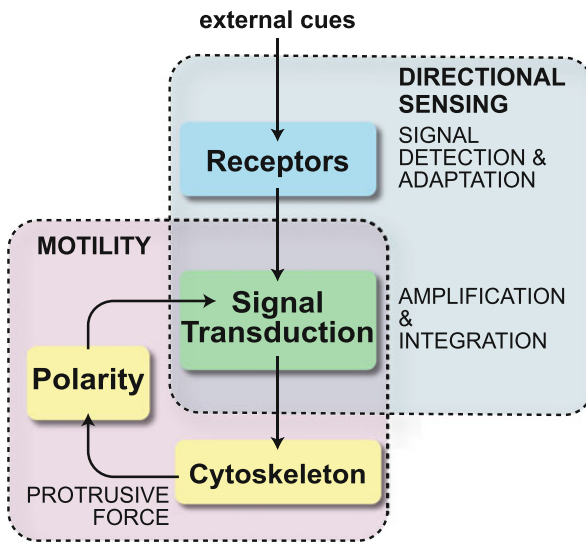 external cues
DIRECTIONAL
SENSING
SIGNAL
DETECTION &
ADAPTATION
Receptors
MOTILITY
Signal
Transduction
AMPLIFICATION
&
INTEGRATION
Polarity
Cytoskeleton
PROTRUSIVE
FORCE